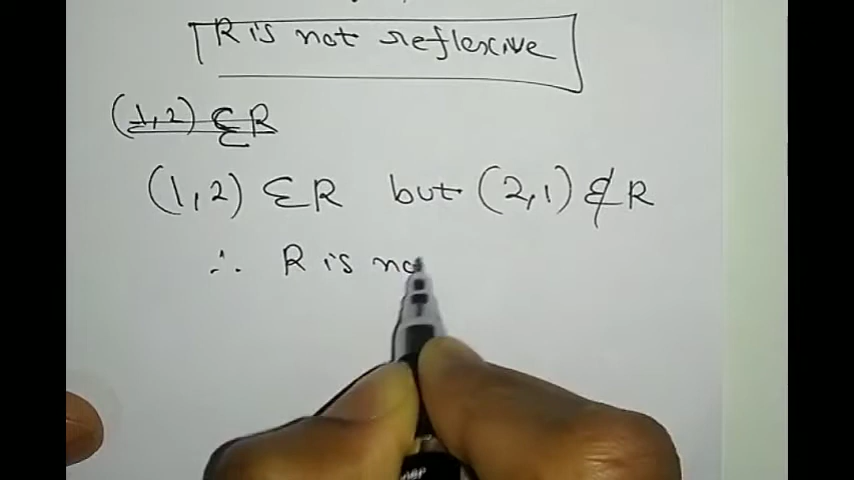 R is not reflexive
(1,2) ∈ R
(1,2) ∈ R but (2,1) ∉ R
∴ R is no